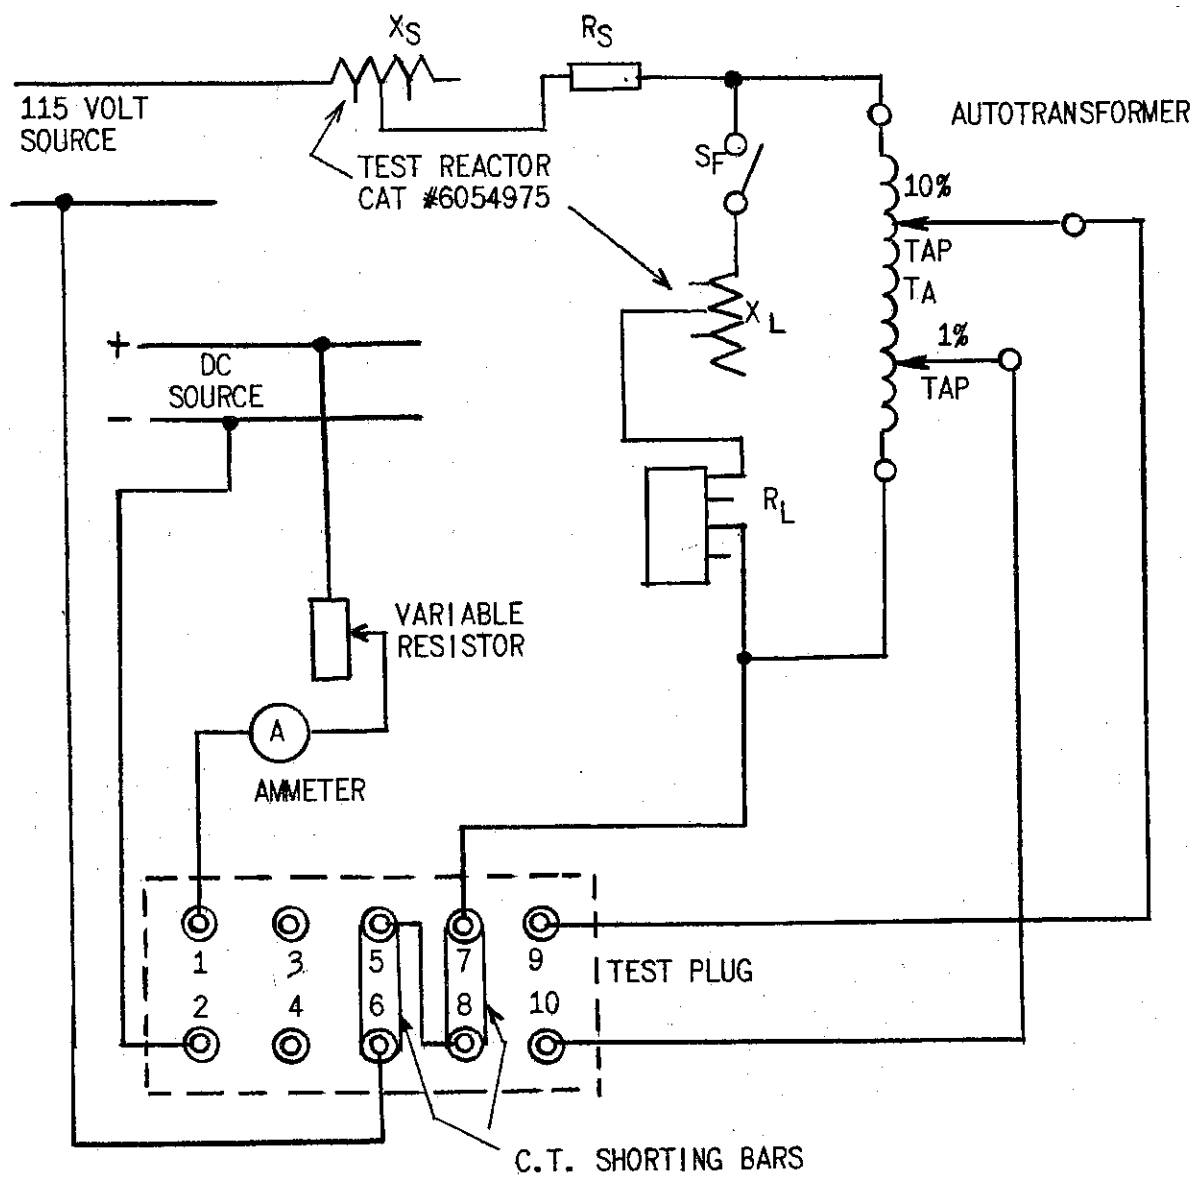 XS
RS
115 VOLT
SOURCE
AUTOTRANSFORMER
SF
TEST REACTOR
CAT #6054975
10%
TAP
TA
XL
1%
TAP
+
DC
SOURCE
-
RL
VARIABLE
RESISTOR
A
AMMETER
1 3 5 7 9
TEST PLUG
2 4 6 8 10
C.T. SHORTING BARS